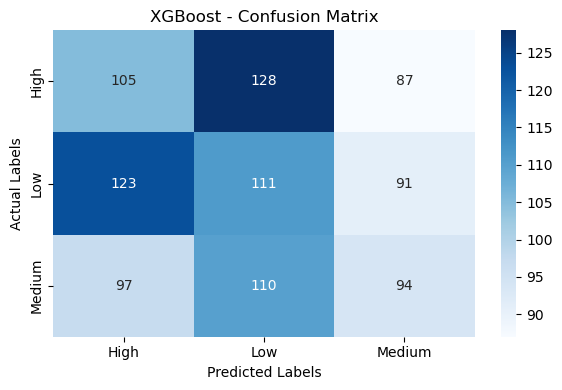 XGBoost - Confusion Matrix
Actual Labels
High
105 128 87
Low
123 111 91
Medium
97 110 94
High Low Medium
Predicted Labels
125
120
115
110
105
100
95
90